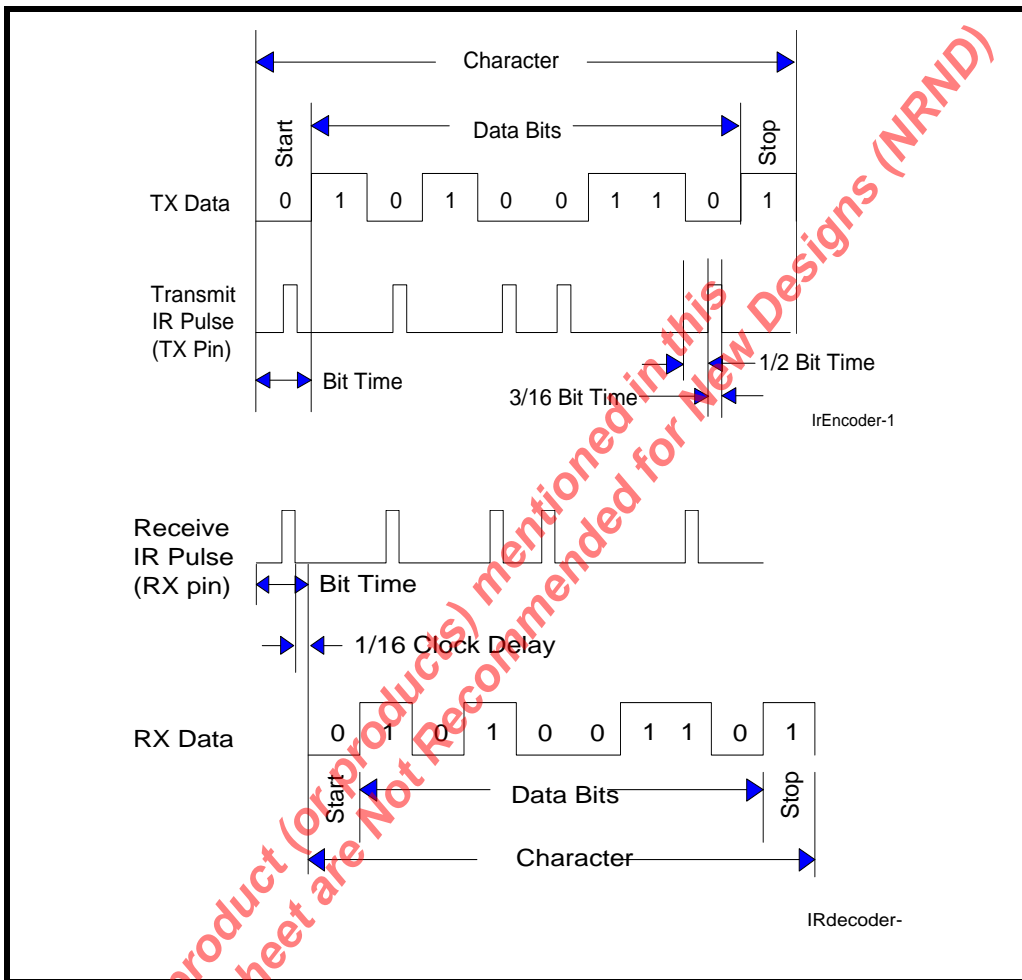 Character
Start
Data Bits
Stop
TX Data
0 1 0 1 0 0 1 1 0 1
Transmit
IR Pulse
(TX Pin)
Bit Time
1/2 Bit Time
3/16 Bit Time
IrEncoder-1
Receive
IR Pulse
(RX pin)
Bit Time
1/16 Clock Delay
RX Data
0 1 0 1 0 0 1 1 0 1
Start
Data Bits
Stop
Character
IRdecoder-
product (or products) mentioned in this
heet are Not Recommended for New Designs (NRND)